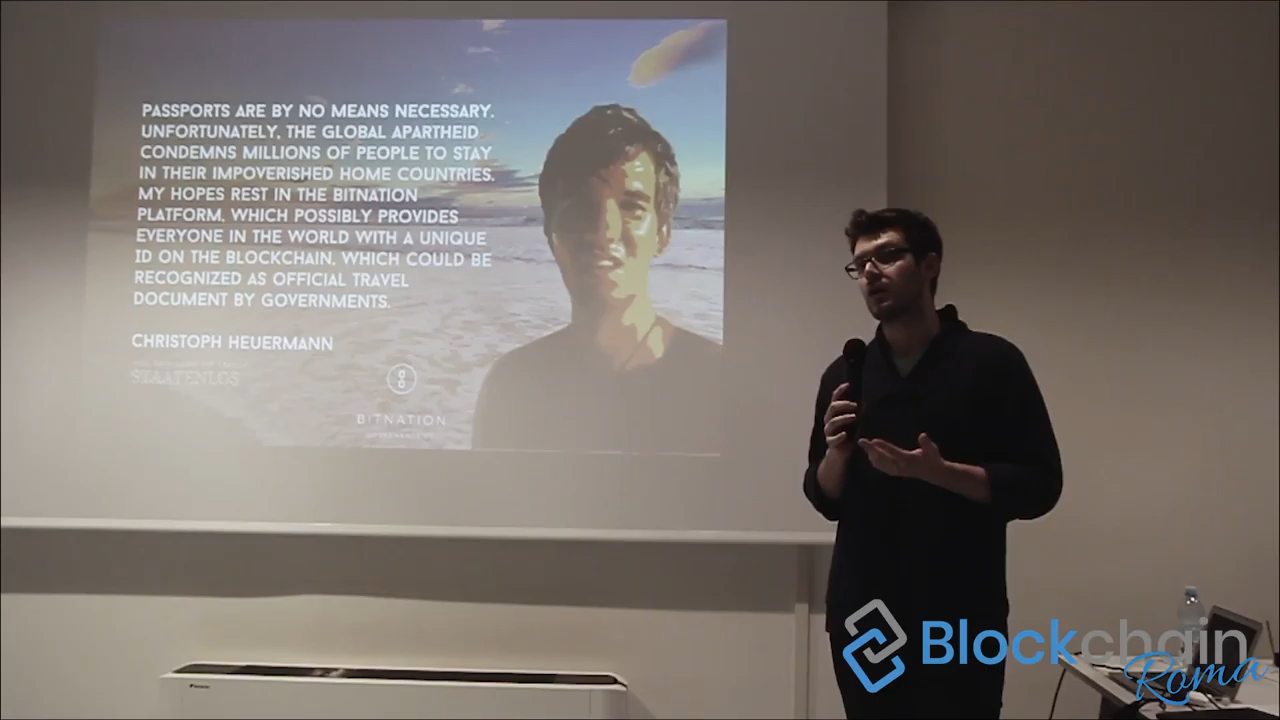 PASSPORTS ARE BY NO MEANS NECESSARY.
UNFORTUNATELY, THE GLOBAL APARTHEID
CONDEMNS MILLIONS OF PEOPLE TO STAY
IN THEIR IMPOVERISHED HOME COUNTRIES.
MY HOPES REST IN THE BITNATION
PLATFORM, WHICH POSSIBLY PROVIDES
EVERYONE IN THE WORLD WITH A UNIQUE
ID ON THE BLOCKCHAIN, WHICH COULD BE
RECOGNIZED AS OFFICIAL TRAVEL
DOCUMENT BY GOVERNMENTS.
CHRISTOPH HEUERMANN
STAATENLOS
BITNATION
Blockchain
Roma